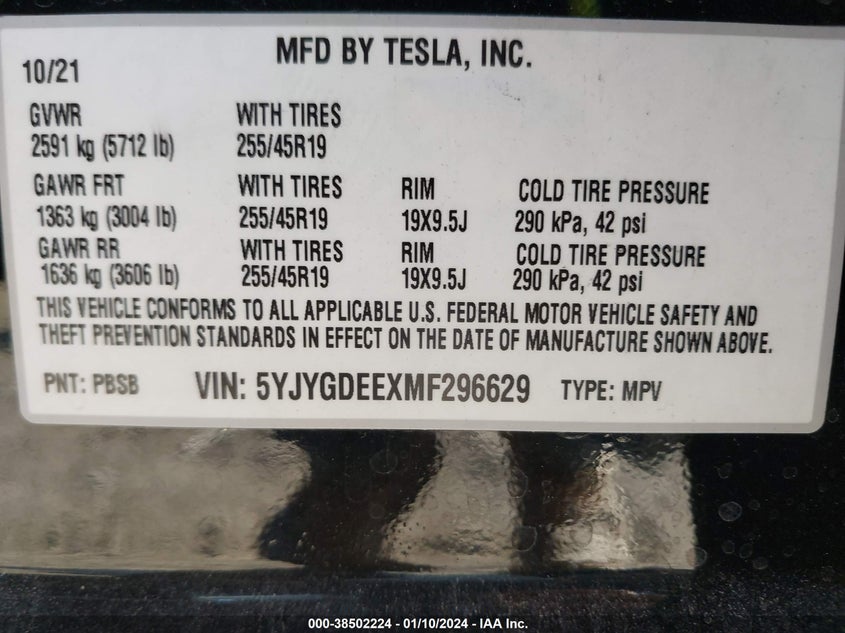 MFD BY TESLA, INC.
10/21
GVWR WITH TIRES
2591 kg (5712 lb) 255/45R19
GAWR FRT WITH TIRES RIM COLD TIRE PRESSURE
1363 kg (3004 lb) 255/45R19 19X9.5J 290 kPa, 42 psi
GAWR RR WITH TIRES RIM COLD TIRE PRESSURE
1636 kg (3606 lb) 255/45R19 19X9.5J 290 kPa, 42 psi
THIS VEHICLE CONFORMS TO ALL APPLICABLE U.S. FEDERAL MOTOR VEHICLE SAFETY AND
THEFT PREVENTION STANDARDS IN EFFECT ON THE DATE OF MANUFACTURE SHOWN ABOVE.
PNT: PBSB VIN: 5YJYGDEEXMF296629 TYPE: MPV
000-38502224 - 01/10/2024 - IAA Inc.